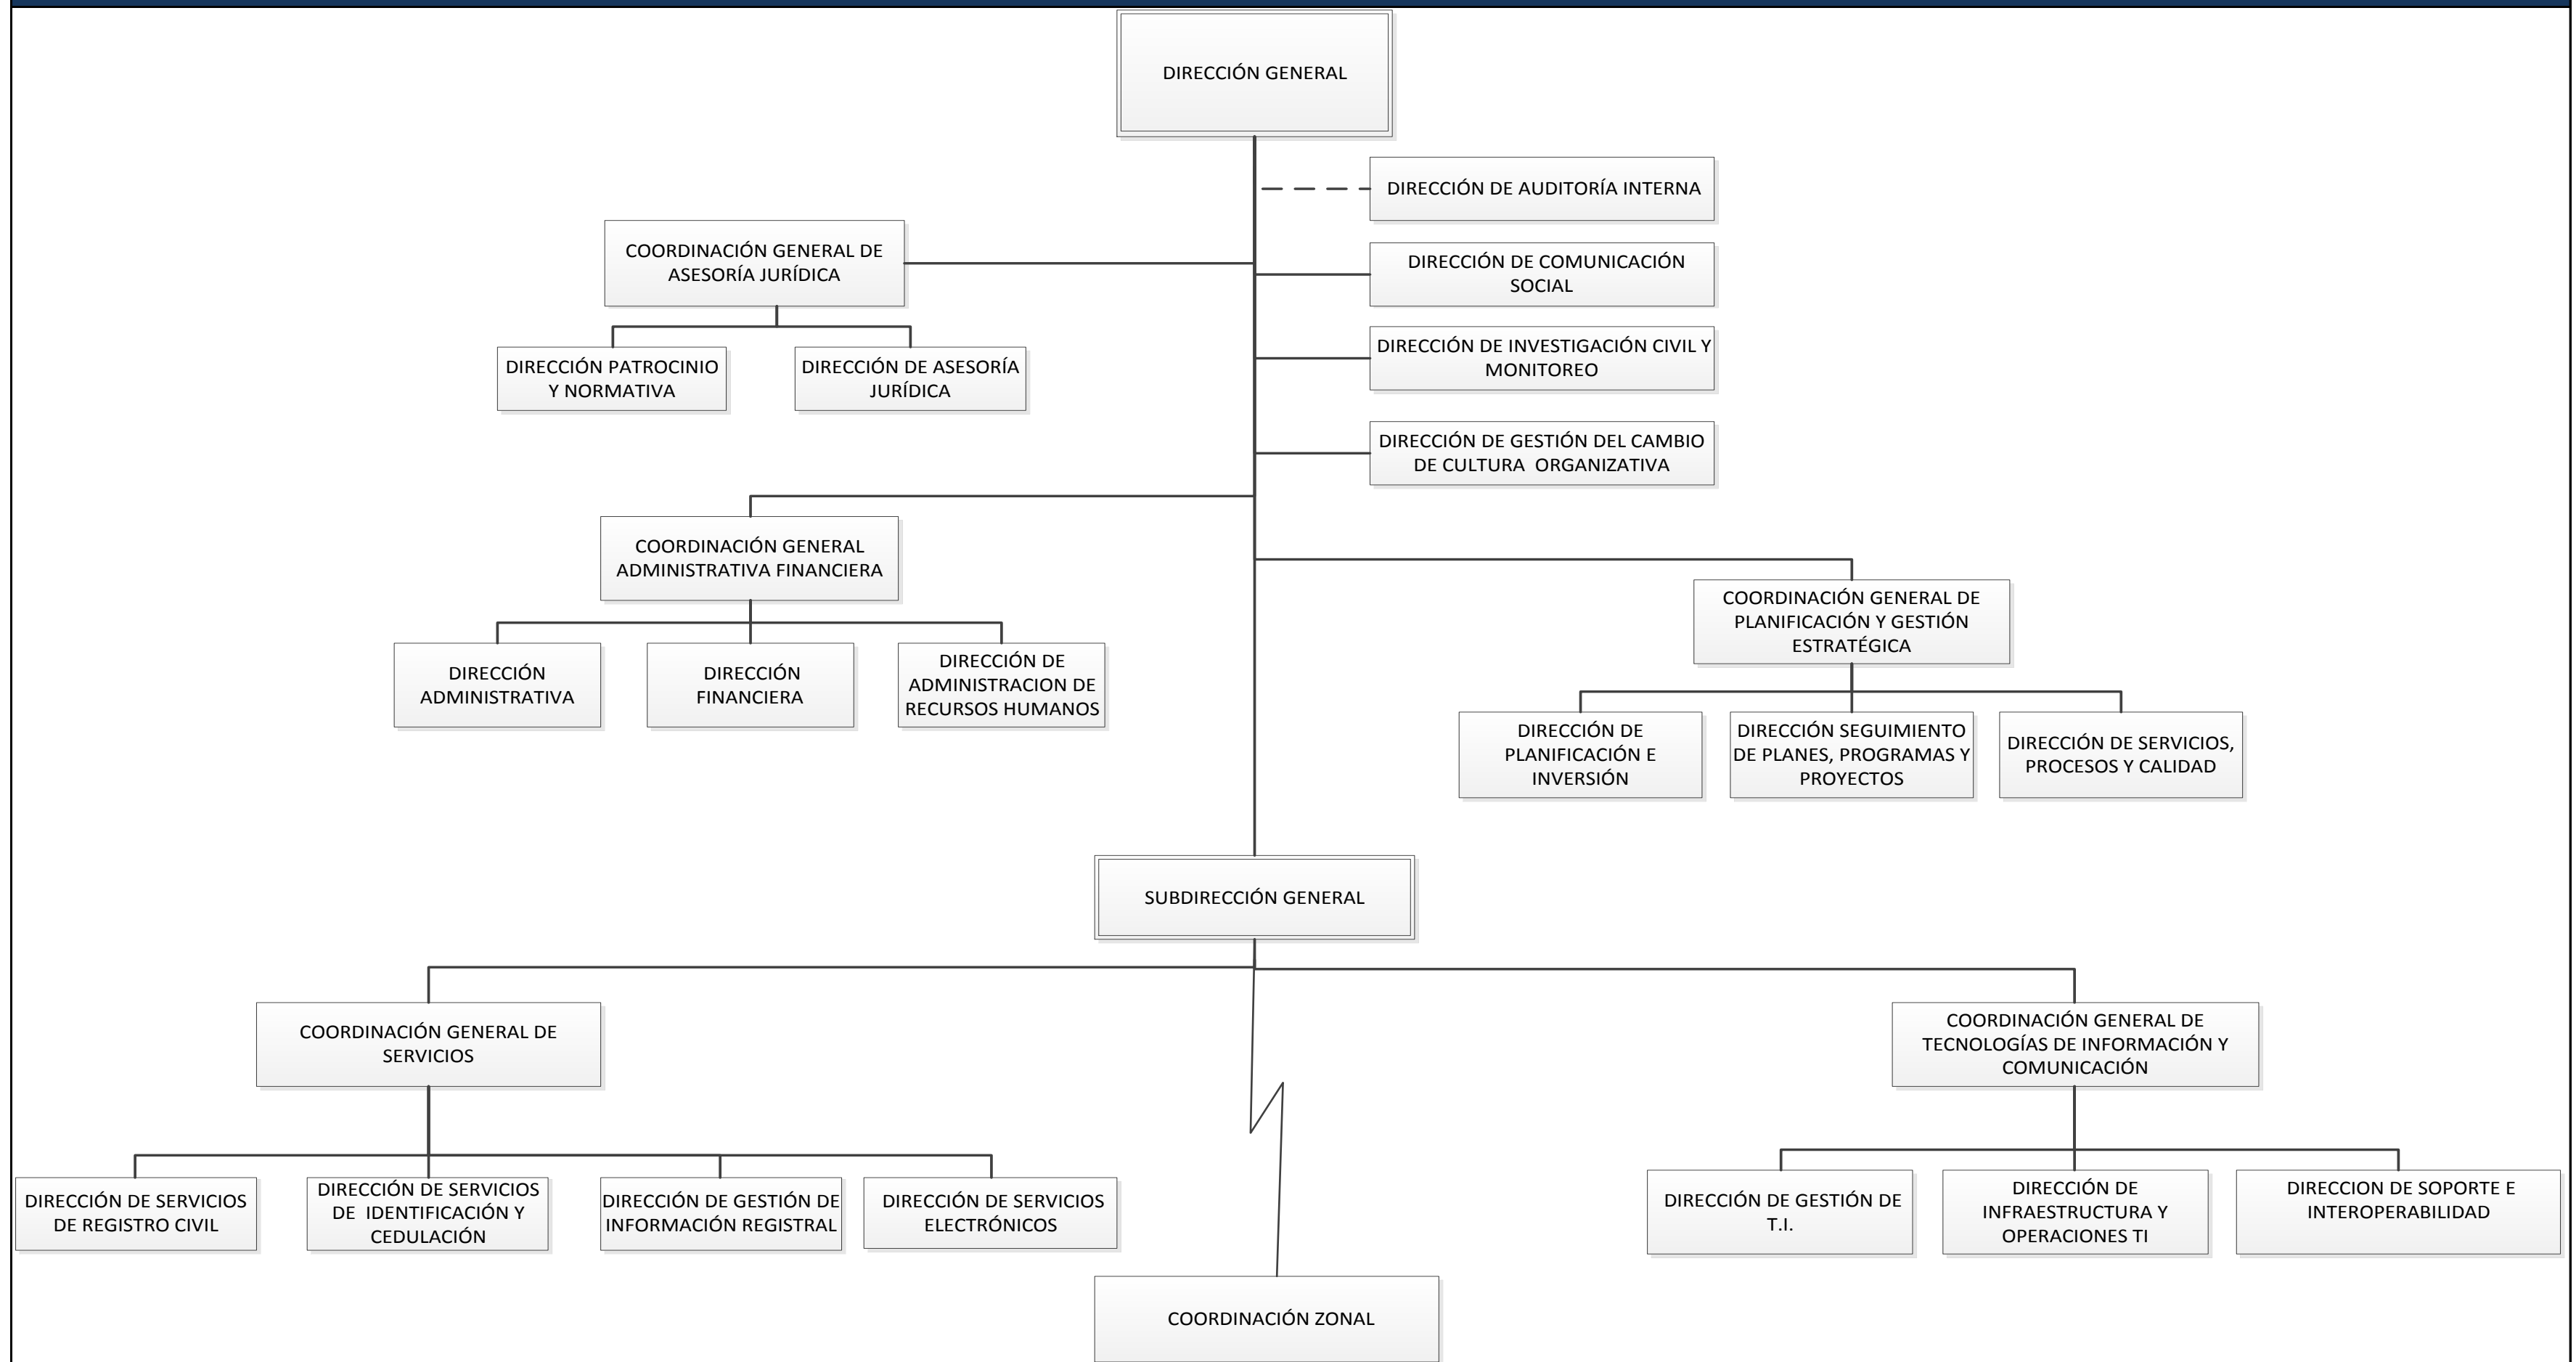 DIRECCIÓN GENERAL
DIRECCIÓN DE AUDITORÍA INTERNA
COORDINACIÓN GENERAL DE
ASESORÍA JURÍDICA
DIRECCIÓN DE COMUNICACIÓN
SOCIAL
DIRECCIÓN DE INVESTIGACIÓN CIVIL Y
MONITOREO
DIRECCIÓN PATROCINIO
Y NORMATIVA
DIRECCIÓN DE ASESORÍA
JURÍDICA
DIRECCIÓN DE GESTIÓN DEL CAMBIO
DE CULTURA ORGANIZATIVA
COORDINACIÓN GENERAL
ADMINISTRATIVA FINANCIERA
COORDINACIÓN GENERAL DE
PLANIFICACIÓN Y GESTIÓN
ESTRATÉGICA
DIRECCIÓN
ADMINISTRATIVA
DIRECCIÓN
FINANCIERA
DIRECCIÓN DE
ADMINISTRACION DE
RECURSOS HUMANOS
DIRECCIÓN DE
PLANIFICACIÓN E
INVERSIÓN
DIRECCIÓN SEGUIMIENTO
DE PLANES, PROGRAMAS Y
PROYECTOS
DIRECCIÓN DE SERVICIOS,
PROCESOS Y CALIDAD
SUBDIRECCIÓN GENERAL
COORDINACIÓN GENERAL DE
SERVICIOS
COORDINACIÓN GENERAL DE
TECNOLOGÍAS DE INFORMACIÓN Y
COMUNICACIÓN
DIRECCIÓN DE SERVICIOS
DE REGISTRO CIVIL
DIRECCIÓN DE SERVICIOS
DE IDENTIFICACIÓN Y
CEDULACIÓN
DIRECCIÓN DE GESTIÓN DE
INFORMACIÓN REGISTRAL
DIRECCIÓN DE SERVICIOS
ELECTRÓNICOS
DIRECCIÓN DE GESTIÓN DE
T.I.
DIRECCIÓN DE
INFRAESTRUCTURA Y
OPERACIONES TI
DIRECCION DE SOPORTE E
INTEROPERABILIDAD
COORDINACIÓN ZONAL